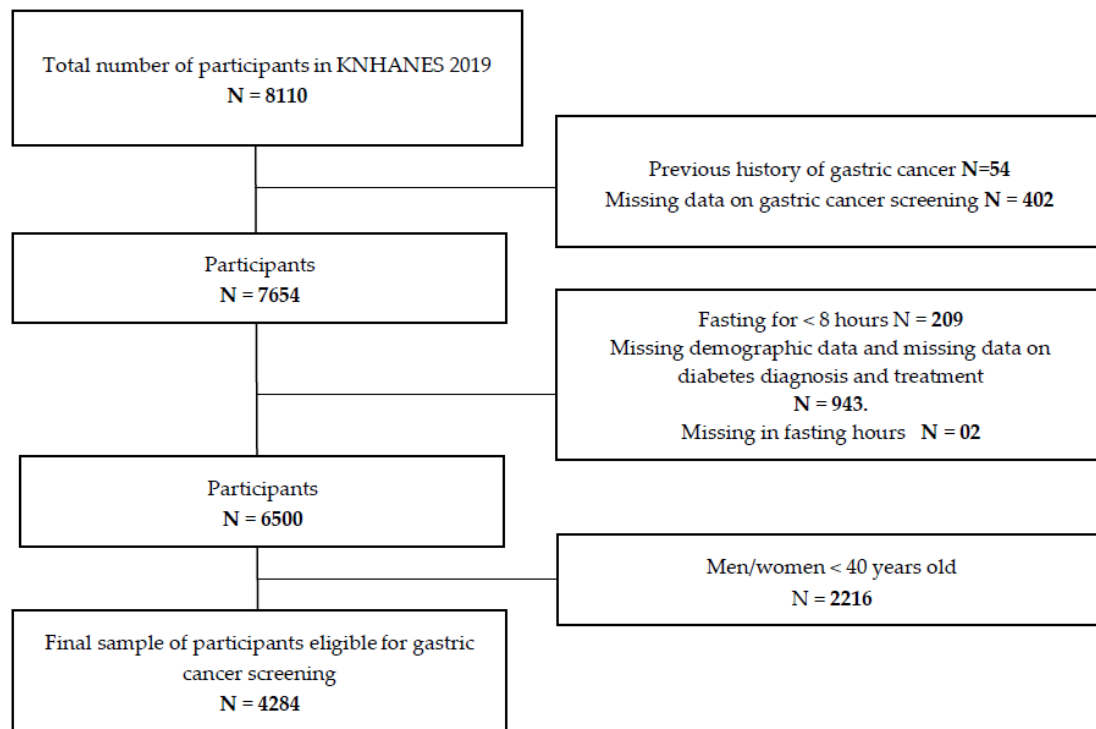 Total number of participants in KNHANES 2019
N = 8110
Previous history of gastric cancer N=54
Missing data on gastric cancer screening N = 402
Participants
N = 7654
Fasting for < 8 hours N = 209
Missing demographic data and missing data on
diabetes diagnosis and treatment
N = 943.
Missing in fasting hours N = 02
Participants
N = 6500
Men/women < 40 years old
N = 2216
Final sample of participants eligible for gastric
cancer screening
N = 4284